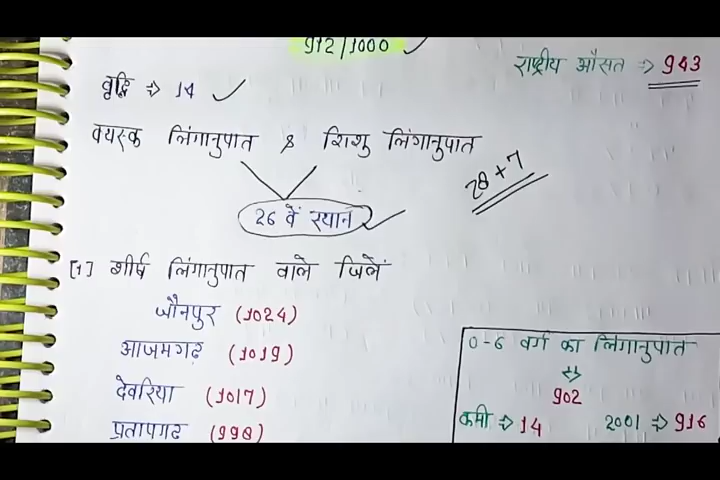 912/1000
राष्ट्रीय औसत ⇒ 943
वृद्धि ⇒ 14
वयस्क लिंगानुपात & शिशु लिंगानुपात
28+7
26 वें स्थान
[1] शीर्ष लिंगानुपात वाले जिलें
जौनपुर (1024)
आजमगढ़ (1019)
देवरिया (1017)
प्रतापगढ (998)
0-6 वर्ग का लिंगानुपात
⇔
902
कमी ⇒ 14 2001 ⇒ 916